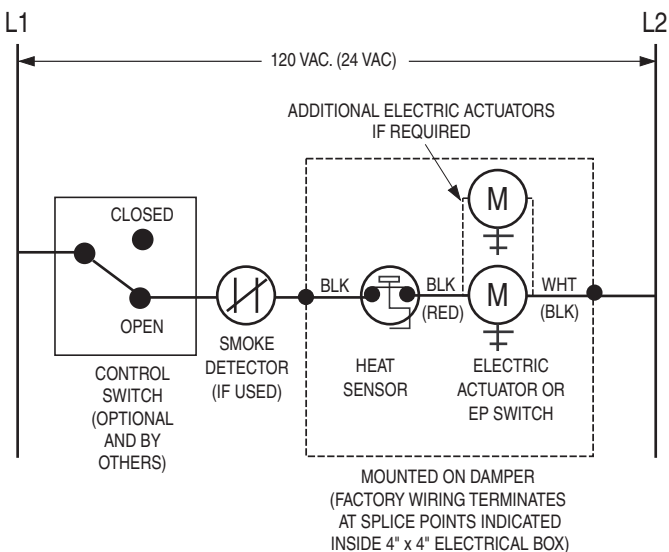 L1
L2
120 VAC. (24 VAC)
ADDITIONAL ELECTRIC ACTUATORS
IF REQUIRED
M
CLOSED
OPEN
BLK
BLK
(RED)
M
WHT
(BLK)
CONTROL
SWITCH
(OPTIONAL
AND BY
OTHERS)
SMOKE
DETECTOR
(IF USED)
HEAT
SENSOR
ELECTRIC
ACTUATOR OR
EP SWITCH
MOUNTED ON DAMPER
(FACTORY WIRING TERMINATES
AT SPLICE POINTS INDICATED
INSIDE 4" x 4" ELECTRICAL BOX)